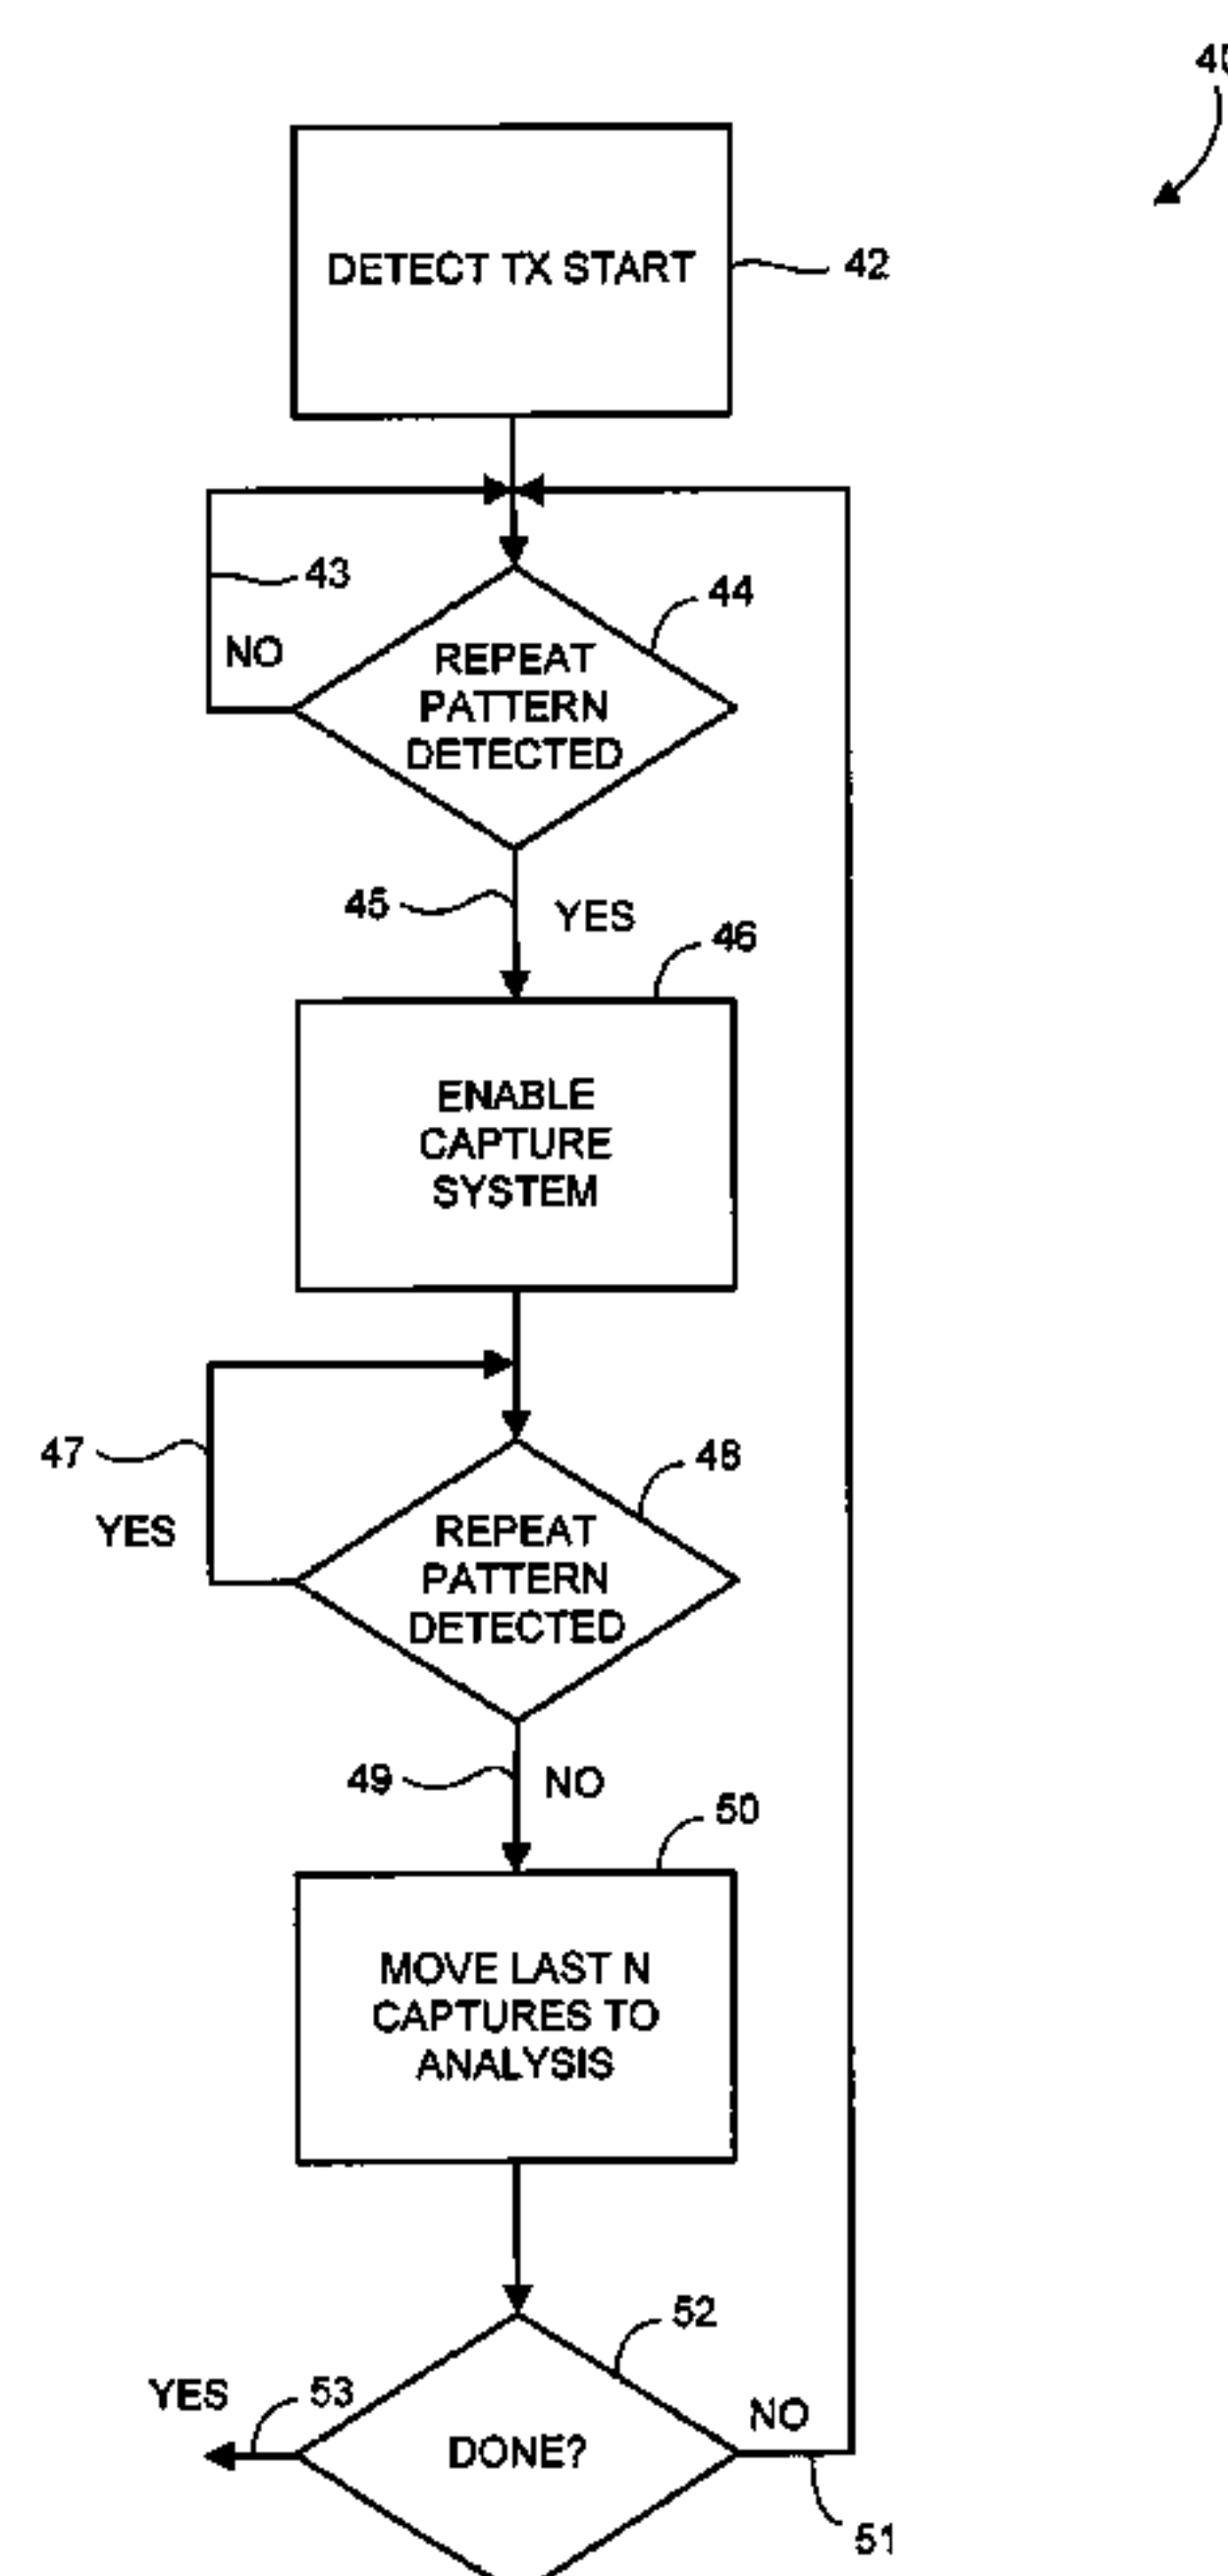 DETECT TX START
42
43
NO
44
REPEAT
PATTERN
DETECTED
45
YES
46
ENABLE
CAPTURE
SYSTEM
47
YES
48
REPEAT
PATTERN
DETECTED
49
NO
50
MOVE LAST N
CAPTURES TO
ANALYSIS
52
YES
53
DONE?
NO
51